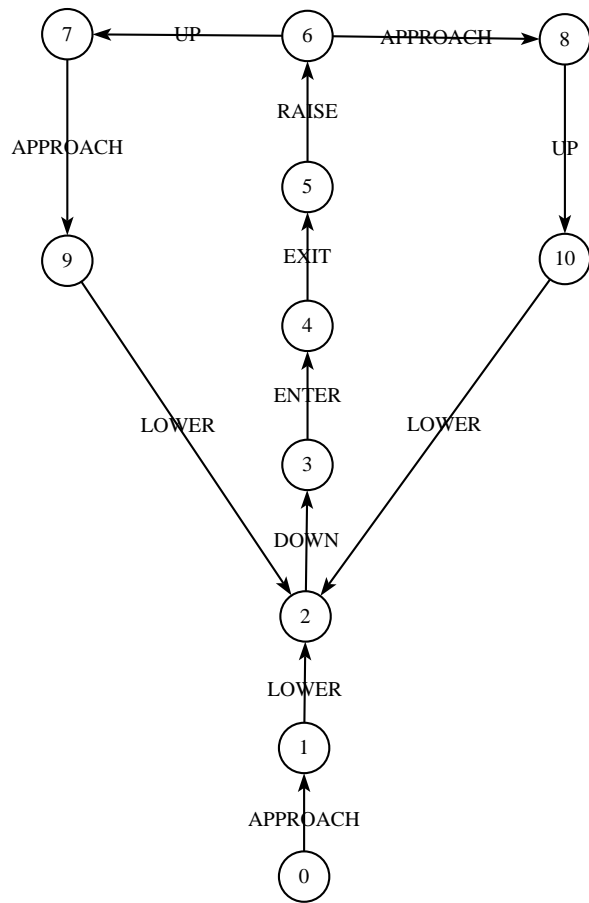 7 UP 6 APPROACH 8
RAISE
APPROACH UP
5
9 EXIT 10
4
ENTER
LOWER LOWER
3
DOWN
2
LOWER
1
APPROACH
0